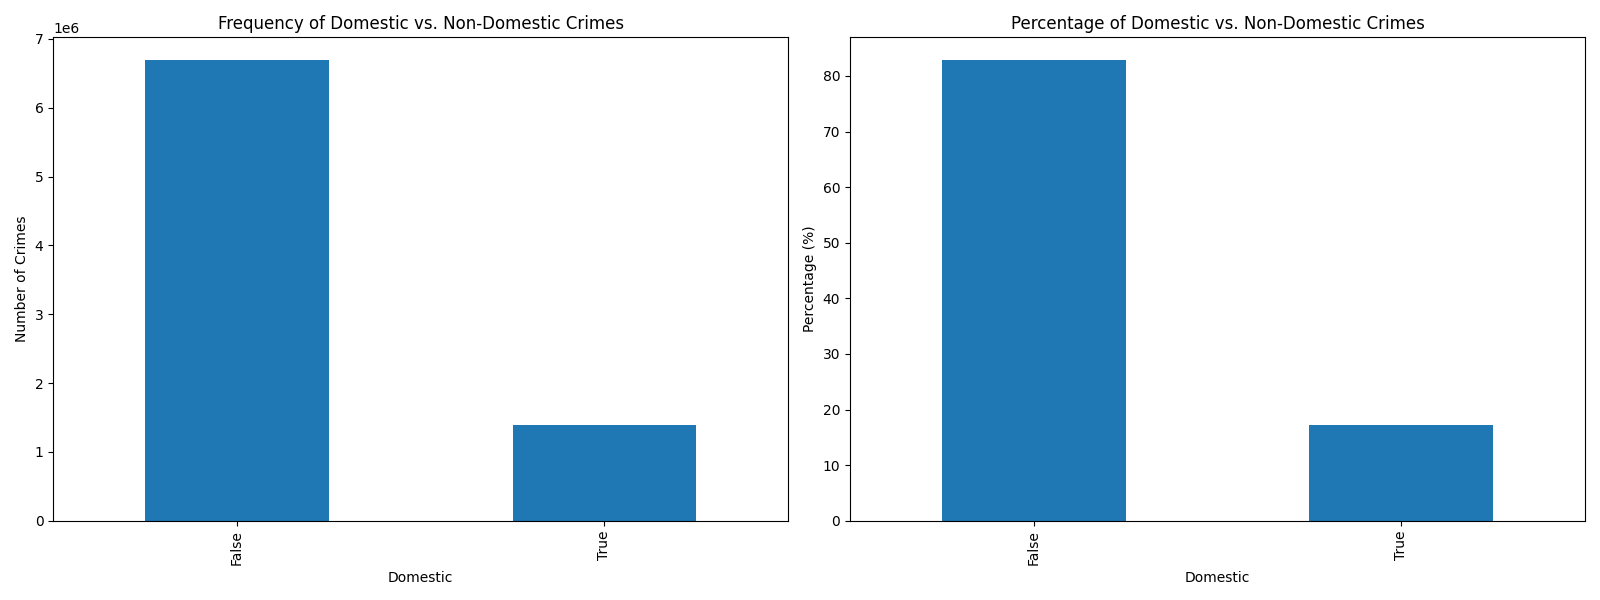 Frequency of Domestic vs. Non-Domestic Crimes
1e6
7
6
5
4
3
2
1
0
Number of Crimes
False
True
Domestic
Percentage of Domestic vs. Non-Domestic Crimes
80
70
60
50
40
30
20
10
0
Percentage (%)
False
True
Domestic